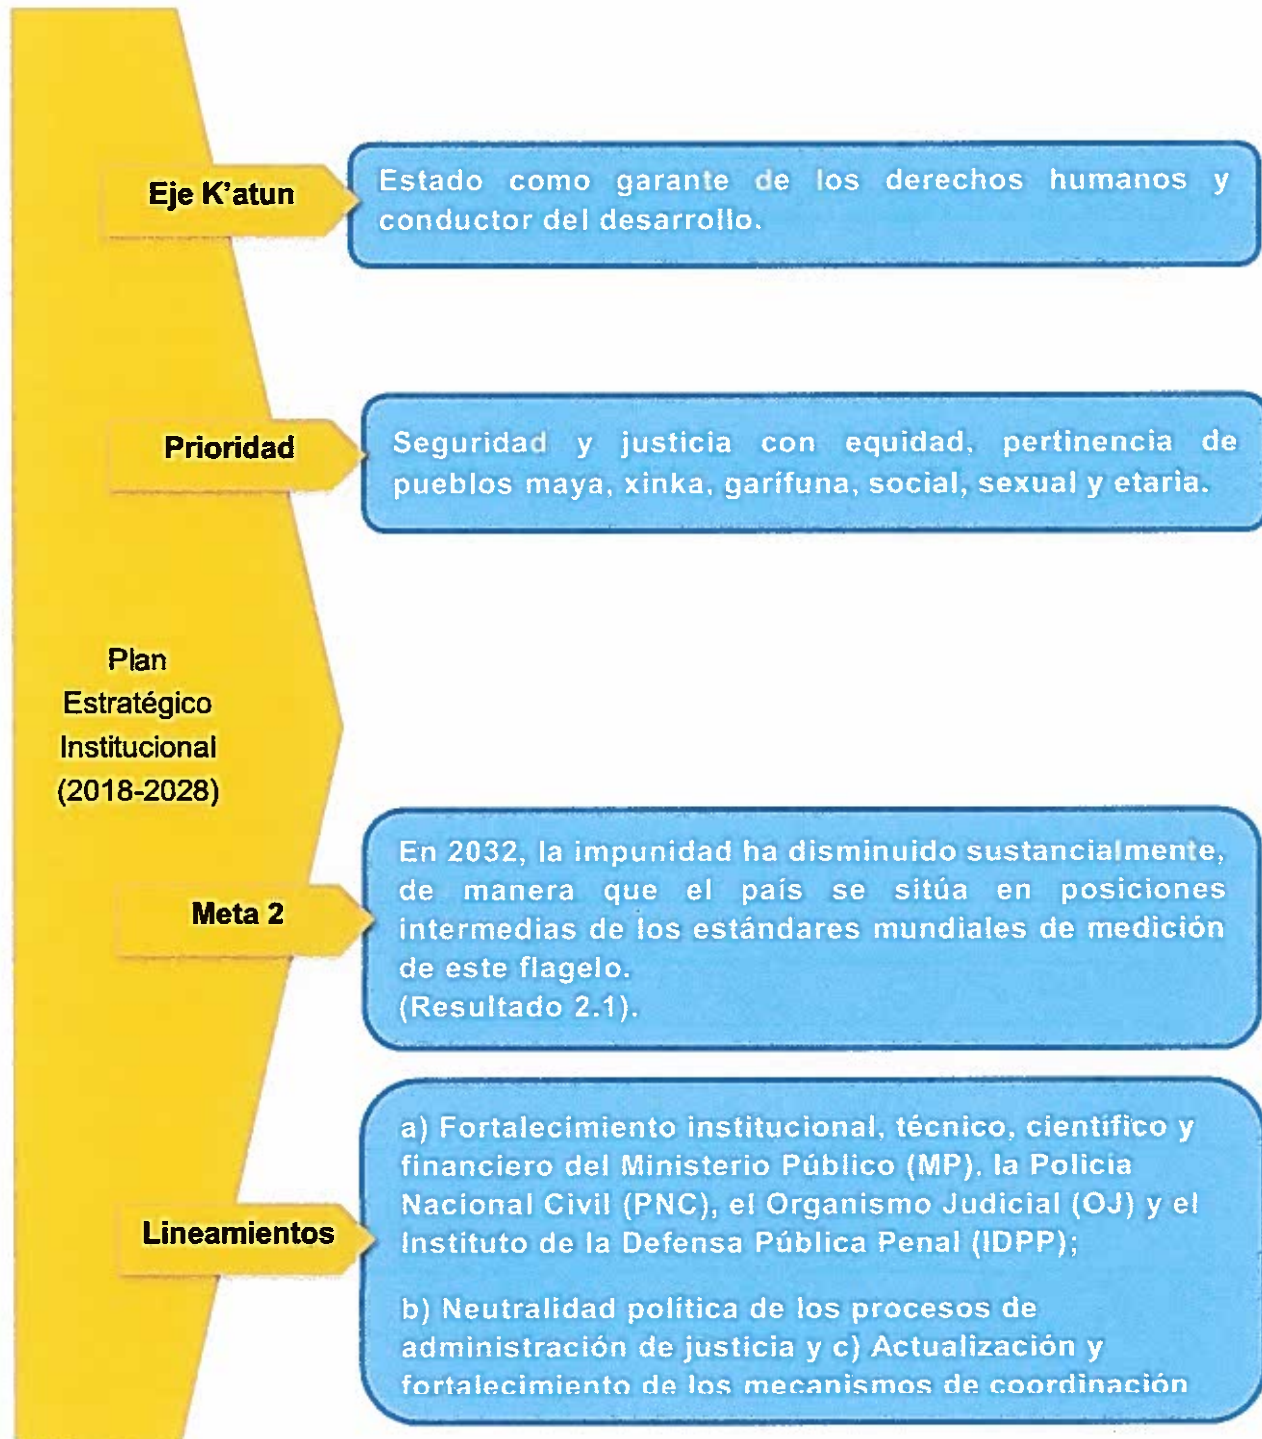 Eje K'atun
Estado como garante de los derechos humanos y
conductor del desarrollo.
Prioridad
Seguridad y justicia con equidad, pertinencia de
pueblos maya, xinka, garífuna, social, sexual y etaria.
Plan
Estratégico
Institucional
(2018-2028)
Meta 2
En 2032, la impunidad ha disminuido sustancialmente,
de manera que el país se sitúa en posiciones
intermedias de los estándares mundiales de medición
de este flagelo.
(Resultado 2.1).
Lineamientos
a) Fortalecimiento institucional, técnico, científico y
financiero del Ministerio Público (MP), la Policía
Nacional Civil (PNC), el Organismo Judicial (OJ) y el
Instituto de la Defensa Pública Penal (IDPP);
b) Neutralidad política de los procesos de
administración de justicia y c) Actualización y
fortalecimiento de los mecanismos de coordinación